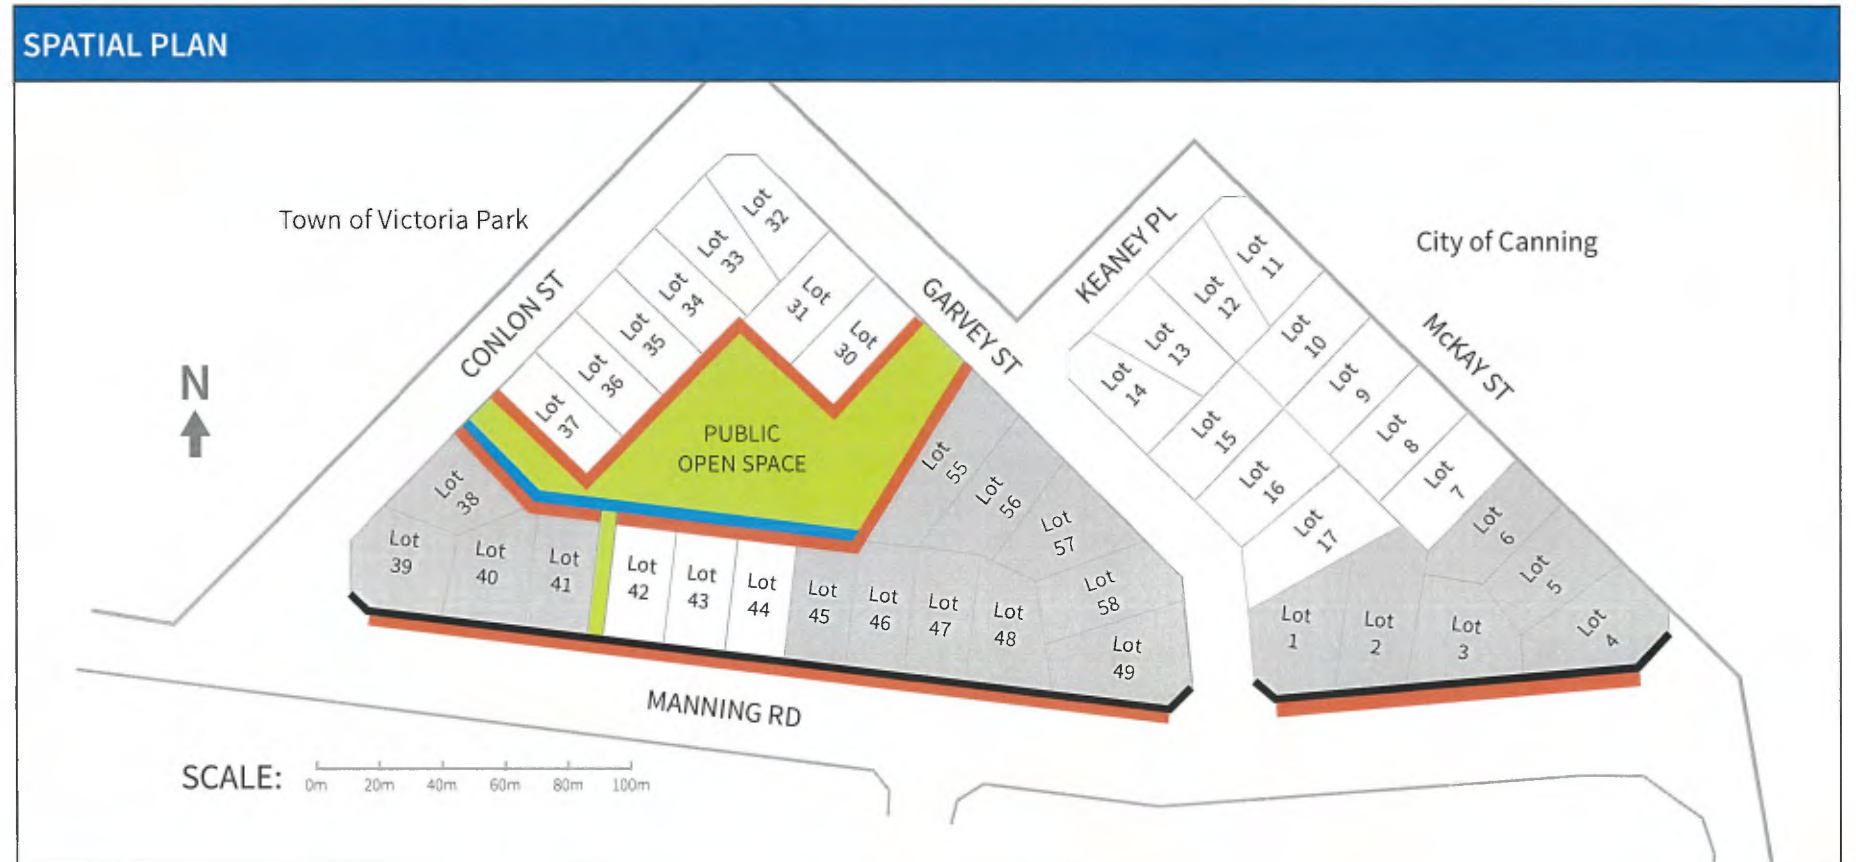 SPATIAL PLAN
Town of Victoria Park
City of Canning
CONLON ST
GARVEY ST
KEANEY PL
McKAY ST
N
Lot
32
Lot
33
Lot
34
Lot
35
Lot
36
Lot
37
Lot
31
Lot
30
Lot
11
Lot
12
Lot
13
Lot
14
Lot
10
Lot
9
Lot
8
Lot
7
Lot
15
Lot
16
Lot
17
PUBLIC
OPEN SPACE
Lot
38
Lot
39
Lot
40
Lot
41
Lot
42
Lot
43
Lot
44
Lot
45
Lot
46
Lot
47
Lot
48
Lot
49
Lot
55
Lot
56
Lot
57
Lot
58
Lot
1
Lot
2
Lot
3
Lot
4
Lot
5
Lot
6
MANNING RD
SCALE:
0m 20m 40m 60m 80m 100m